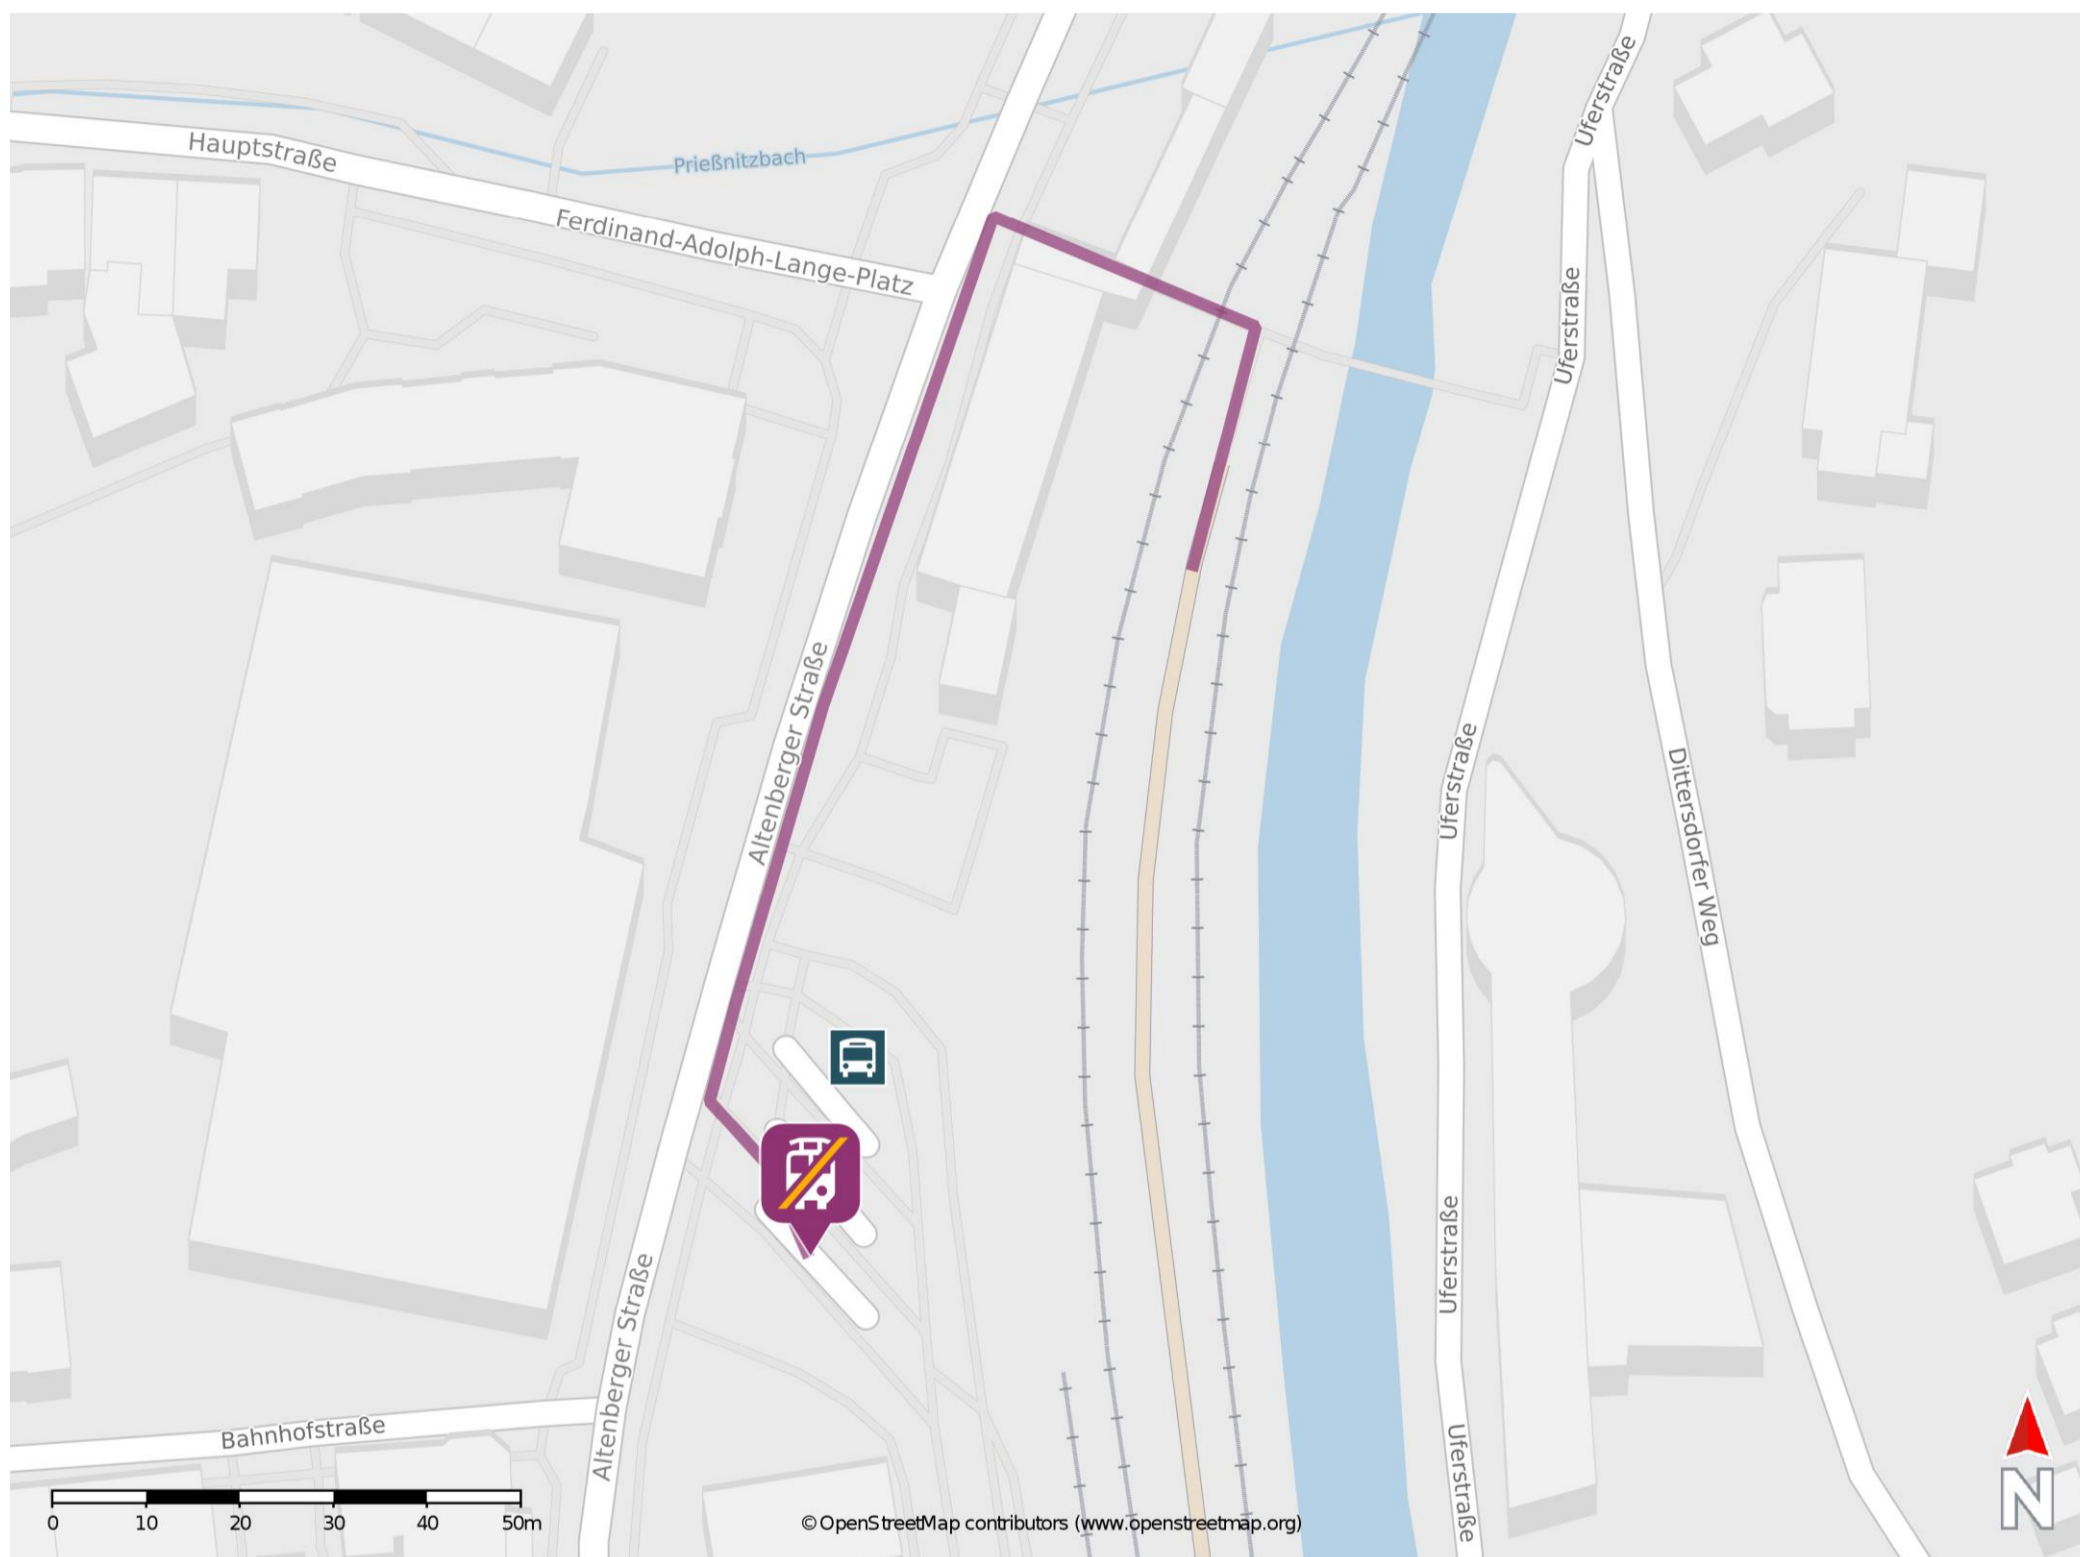 Uferstraße
Hauptstraße
Prießnitzbach
Ferdinand-Adolph-Lange-Platz
Uferstraße
Altenberger Straße
Uferstraße
Dittersdorfer Weg
Uferstraße
Altenberger Straße
Bahnhofstraße
Uferstraße
0 10 20 30 40 50m
© OpenStreetMap contributors (www.openstreetmap.org)
N